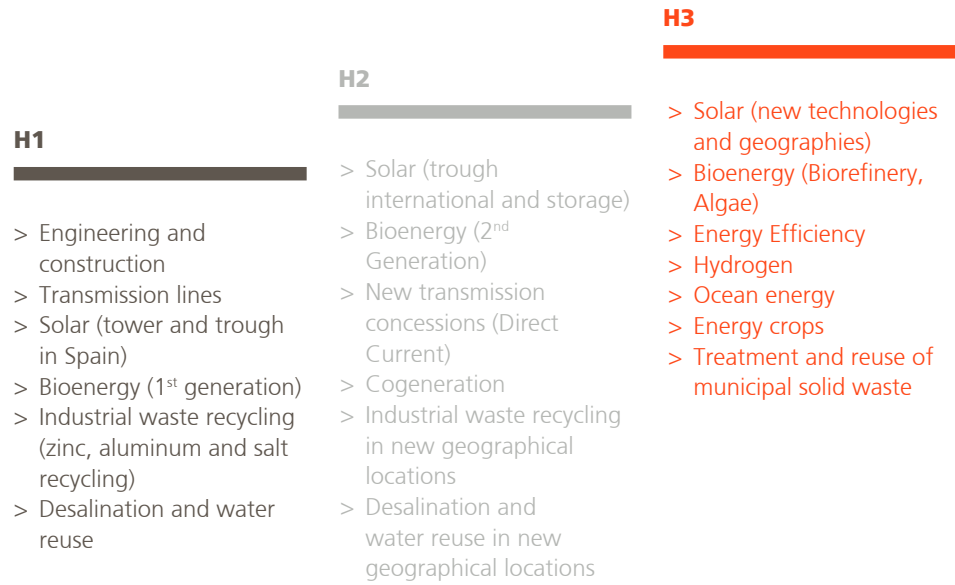 H1
> Engineering and
construction
> Transmission lines
> Solar (tower and trough
in Spain)
> Bioenergy (1st generation)
> Industrial waste recycling
(zinc, aluminum and salt
recycling)
> Desalination and water
reuse
H2
> Solar (trough
international and storage)
> Bioenergy (2nd
Generation)
> New transmission
concessions (Direct
Current)
> Cogeneration
> Industrial waste recycling
in new geographical
locations
> Desalination and
water reuse in new
geographical locations
H3
> Solar (new technologies
and geographies)
> Bioenergy (Biorefinery,
Algae)
> Energy Efficiency
> Hydrogen
> Ocean energy
> Energy crops
> Treatment and reuse of
municipal solid waste